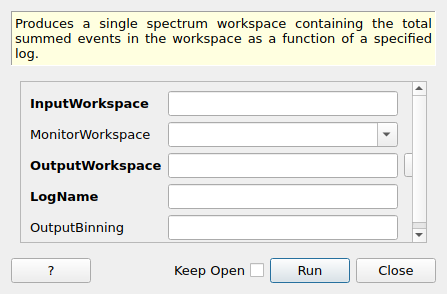 Produces a single spectrum workspace containing the total
summed events in the workspace as a function of a specified
log.
InputWorkspace
MonitorWorkspace
OutputWorkspace
LogName
OutputBinning
? Keep Open Run Close